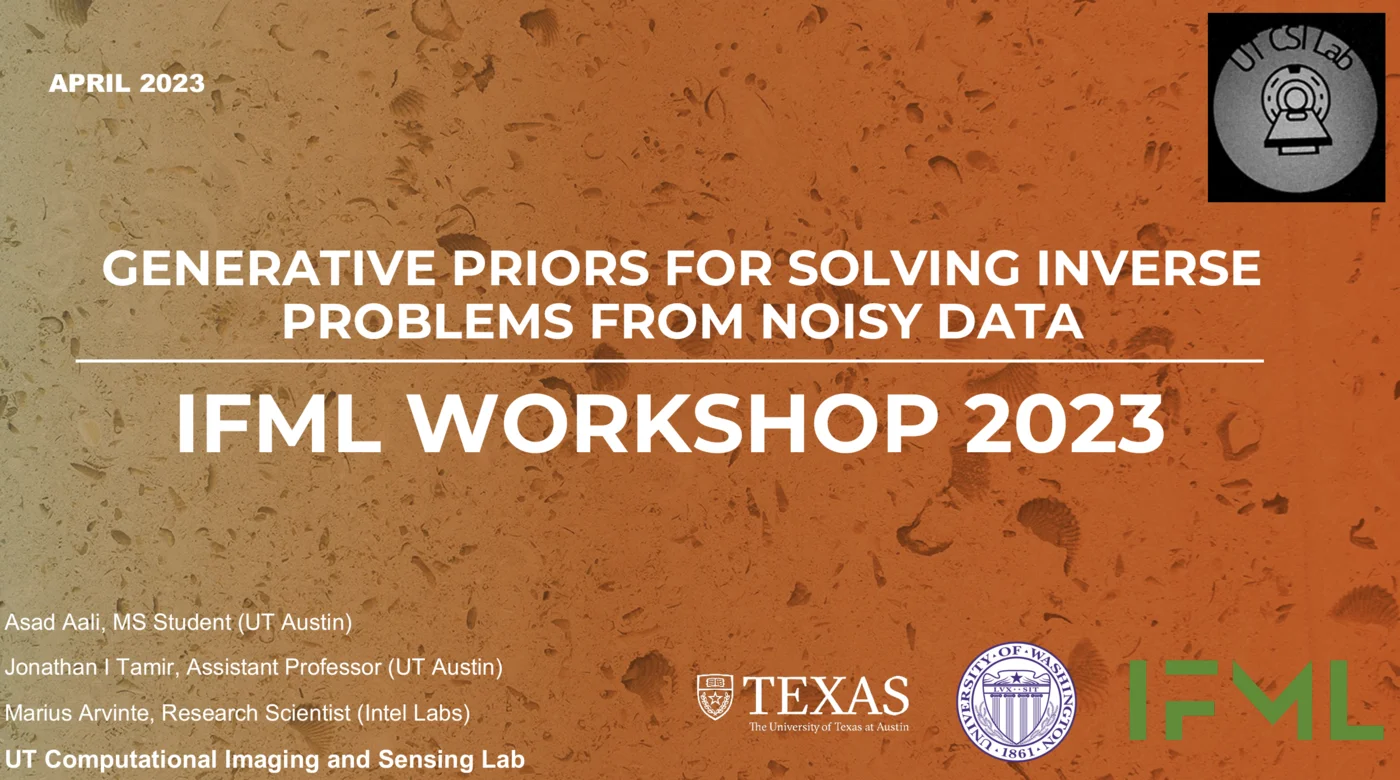 APRIL 2023
UT CSI Lab
GENERATIVE PRIORS FOR SOLVING INVERSE
PROBLEMS FROM NOISY DATA
IFML WORKSHOP 2023
Asad Aali, MS Student (UT Austin)
Jonathan I Tamir, Assistant Professor (UT Austin)
Marius Arvinte, Research Scientist (Intel Labs)
UT Computational Imaging and Sensing Lab
TEXAS
The University of Texas at Austin
UNIVERSITY · OF · WASHINGTON
LVX · SIT
· 1861 ·
IFML